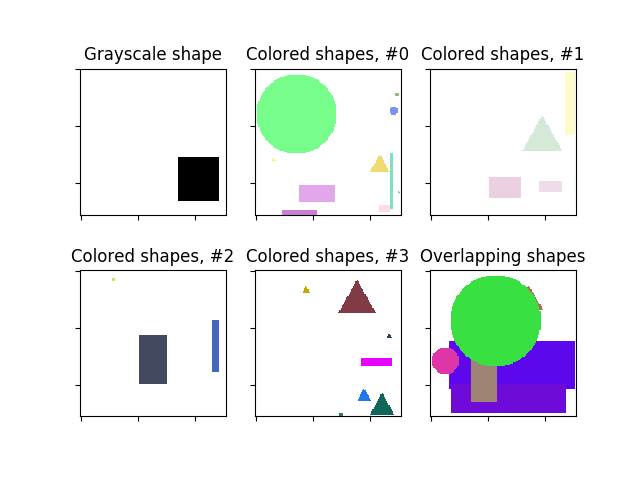 Grayscale shape
Colored shapes, #0
Colored shapes, #1
Colored shapes, #2
Colored shapes, #3
Overlapping shapes